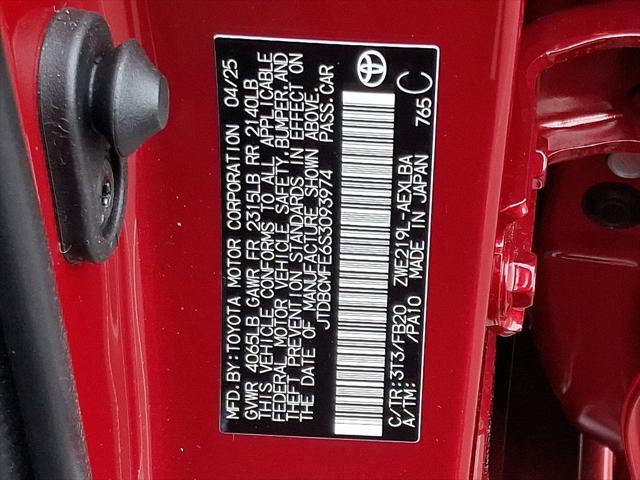 MFD. BY: TOYOTA MOTOR CORPORATION 04/25
GVWR 4065LB GAWR FR 2315LB RR 2140LB
THIS VEHICLE CONFORMS TO ALL APPLICABLE
FEDERAL MOTOR VEHICLE SAFETY, BUMPER, AND
THEFT PREVENTION STANDARDS IN EFFECT ON
THE DATE OF MANUFACTURE SHOWN ABOVE.
JTDBCMFE6S3093974 PASS. CAR
C/TR: 3T3/FB20 ZWE219L-AEXLBA 765 C
A/TM: /PA10 MADE IN JAPAN